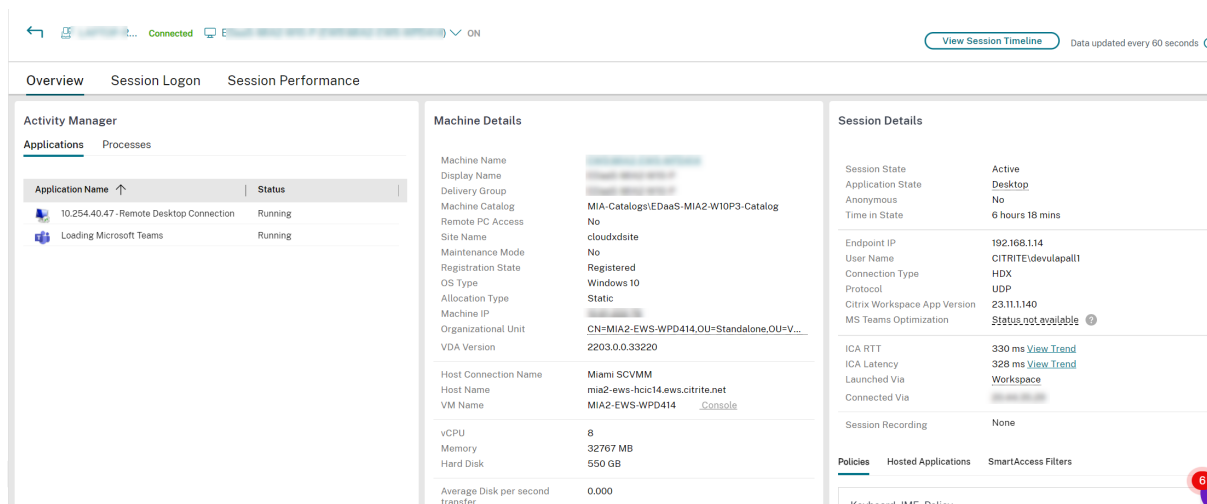 Connected
ON
View Session Timeline
Data updated every 60 seconds
Overview Session Logon Session Performance
Activity Manager
Applications Processes
Application Name Status
10.254.40.47 - Remote Desktop Connection Running
Loading Microsoft Teams Running
Machine Details
Machine Name
Display Name
Delivery Group
Machine Catalog MIA-Catalogs\EDaaS-MIA2-W10P3-Catalog
Remote PC Access No
Site Name cloudxdsite
Maintenance Mode No
Registration State Registered
OS Type Windows 10
Allocation Type Static
Machine IP
Organizational Unit CN=MIA2-EWS-WPD414,OU=Standalone,OU=V...
VDA Version 2203.0.0.33220
Host Connection Name Miami SCVMM
Host Name mia2-ews-hcic14.ews.citrite.net
VM Name MIA2-EWS-WPD414 Console
vCPU 8
Memory 32767 MB
Hard Disk 550 GB
Average Disk per second 0.000
transfer
Session Details
Session State Active
Application State Desktop
Anonymous No
Time in State 6 hours 18 mins
Endpoint IP 192.168.1.14
User Name CITRITE\devulapall1
Connection Type HDX
Protocol UDP
Citrix Workspace App Version 23.11.1.140
MS Teams Optimization Status not available ?
ICA RTT 330 ms View Trend
ICA Latency 328 ms View Trend
Launched Via Workspace
Connected Via
Session Recording None
Policies Hosted Applications SmartAccess Filters
6
Keyboard_IME_Policy